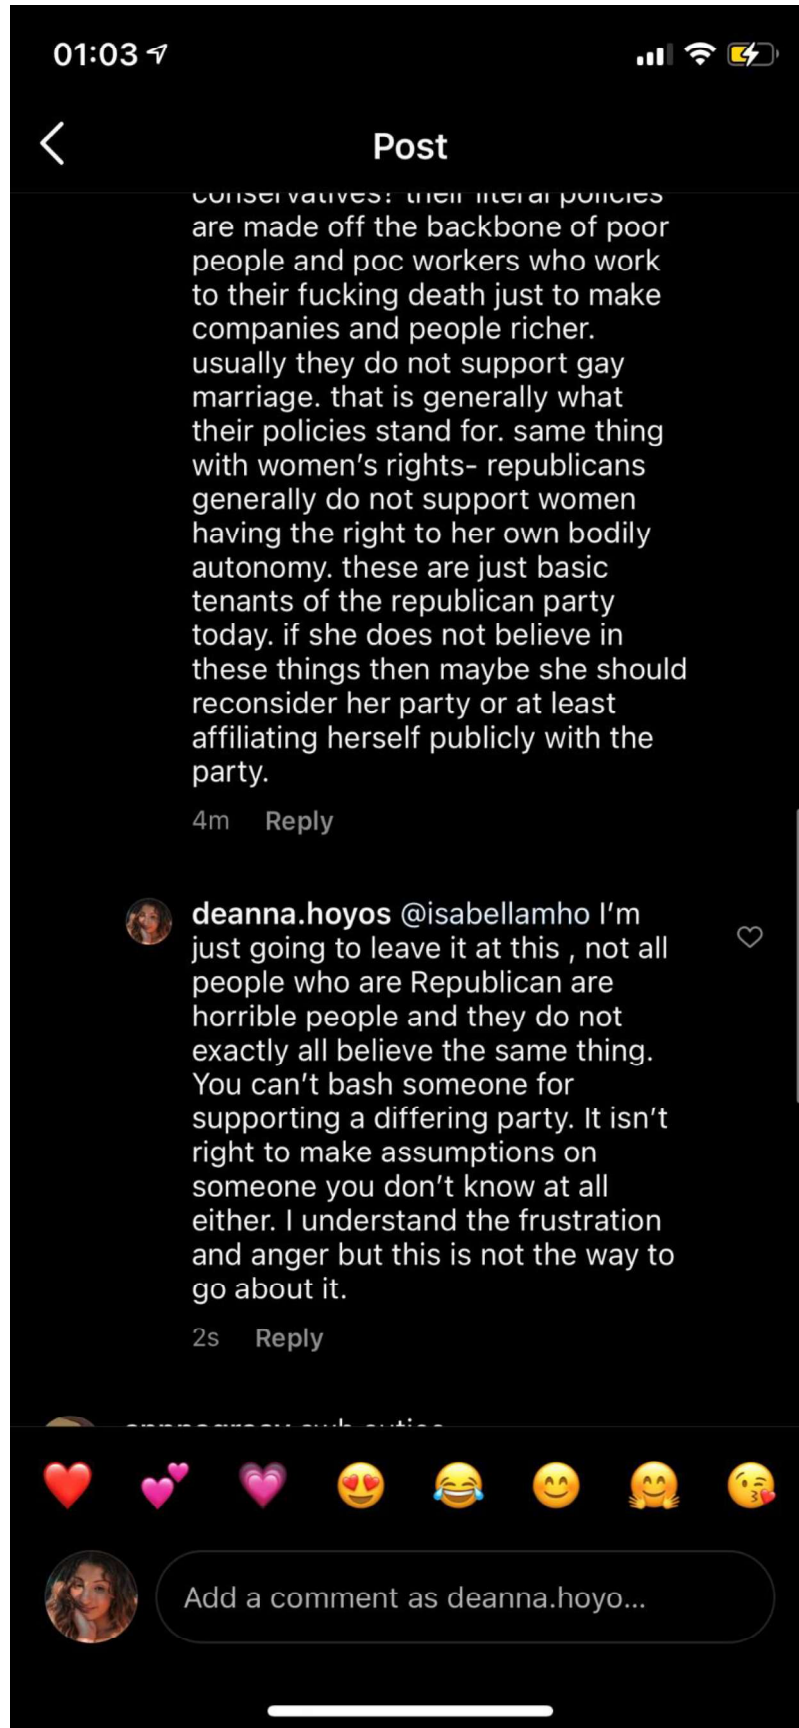 01:03
Post
conservatives! their literal policies
are made off the backbone of poor
people and poc workers who work
to their fucking death just to make
companies and people richer.
usually they do not support gay
marriage. that is generally what
their policies stand for. same thing
with women's rights- republicans
generally do not support women
having the right to her own bodily
autonomy. these are just basic
tenants of the republican party
today. if she does not believe in
these things then maybe she should
reconsider her party or at least
affiliating herself publicly with the
party.
4m Reply
deanna.hoyos @isabellamho I'm
just going to leave it at this , not all
people who are Republican are
horrible people and they do not
exactly all believe the same thing.
You can't bash someone for
supporting a differing party. It isn't
right to make assumptions on
someone you don't know at all
either. I understand the frustration
and anger but this is not the way to
go about it.
2s Reply
Add a comment as deanna.hoyo...